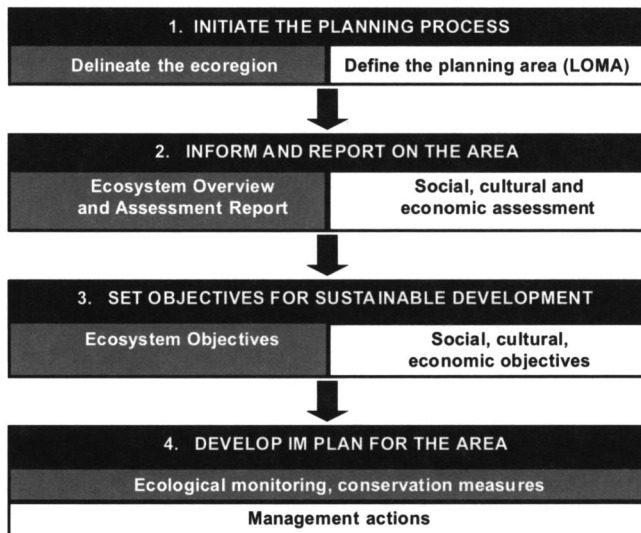 1. INITIATE THE PLANNING PROCESS
Delineate the ecoregion
Define the planning area (LOMA)
2. INFORM AND REPORT ON THE AREA
Ecosystem Overview
and Assessment Report
Social, cultural and
economic assessment
3. SET OBJECTIVES FOR SUSTAINABLE DEVELOPMENT
Ecosystem Objectives
Social, cultural,
economic objectives
4. DEVELOP IM PLAN FOR THE AREA
Ecological monitoring, conservation measures
Management actions